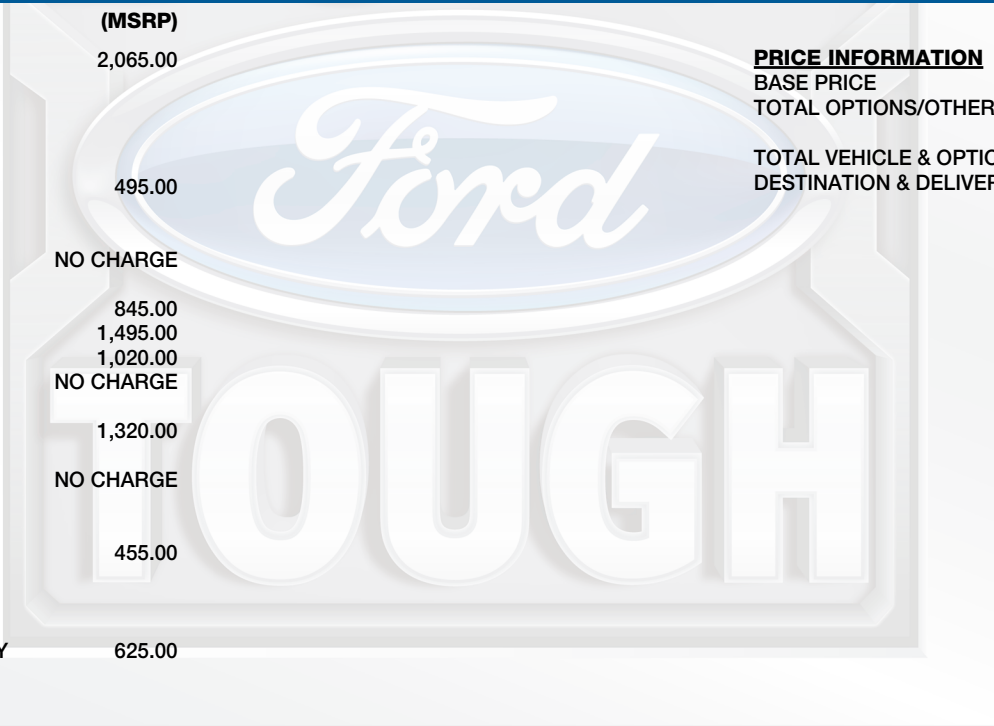 (MSRP)
2,065.00
495.00
NO CHARGE
845.00
1,495.00
1,020.00
NO CHARGE
1,320.00
NO CHARGE
455.00
Y 625.00
PRICE INFORMATION
BASE PRICE
TOTAL OPTIONS/OTHER
TOTAL VEHICLE & OPTIO
DESTINATION & DELIVER
Ford
TOUGH